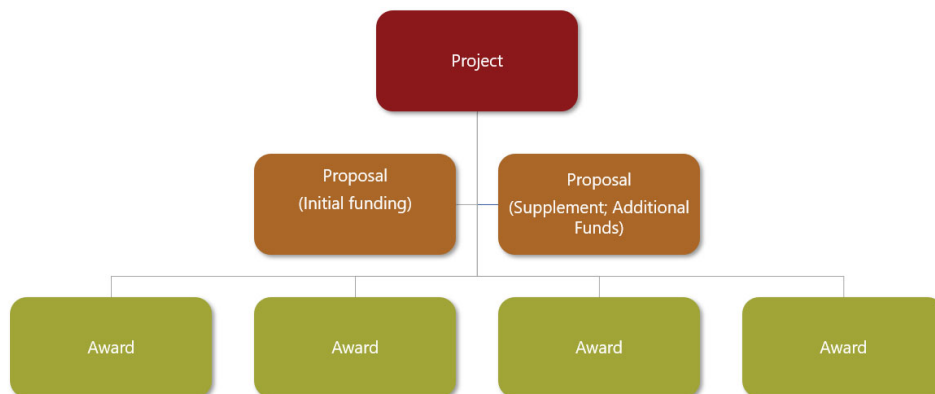 Project
Proposal
(Initial funding)
Proposal
(Supplement; Additional
Funds)
Award
Award
Award
Award